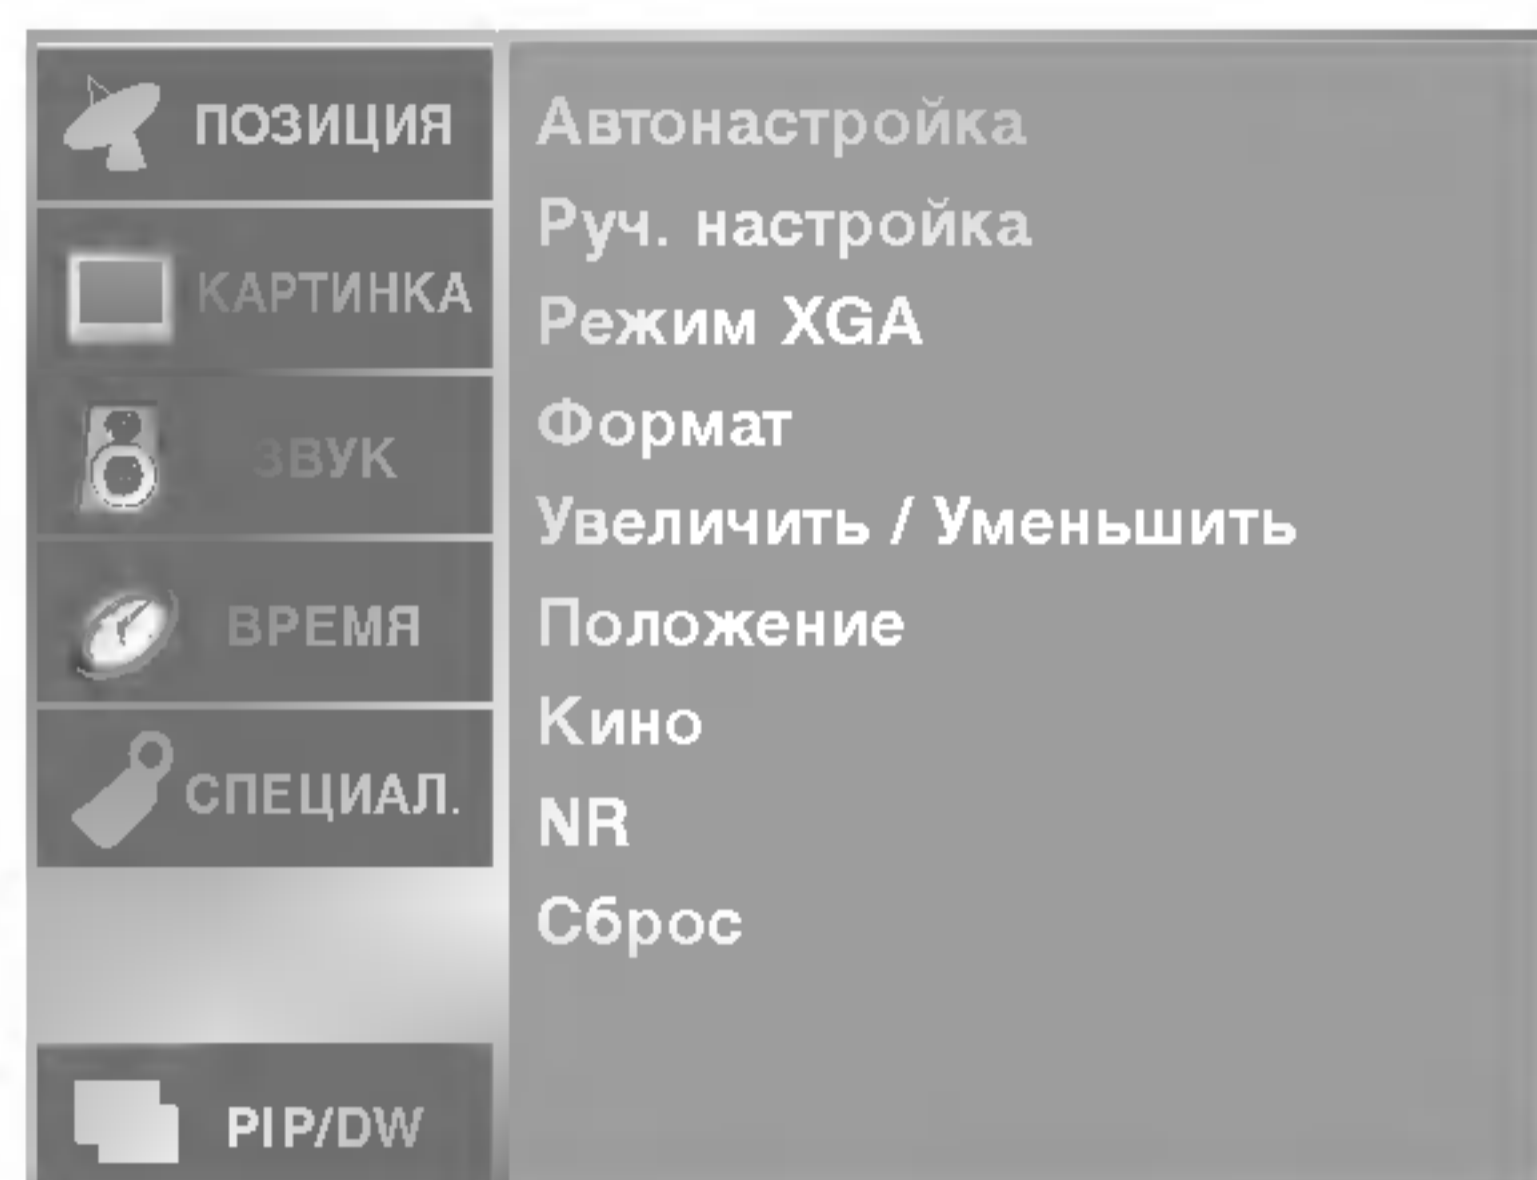 ПОЗИЦИЯ
КАРТИНКА
ЗВУК
ВРЕМЯ
СПЕЦИАЛ.
PIP/DW
Автонастройка
Руч. настройка
Режим XGA
Формат
Увеличить / Уменьшить
Положение
Кино
NR
Сброс